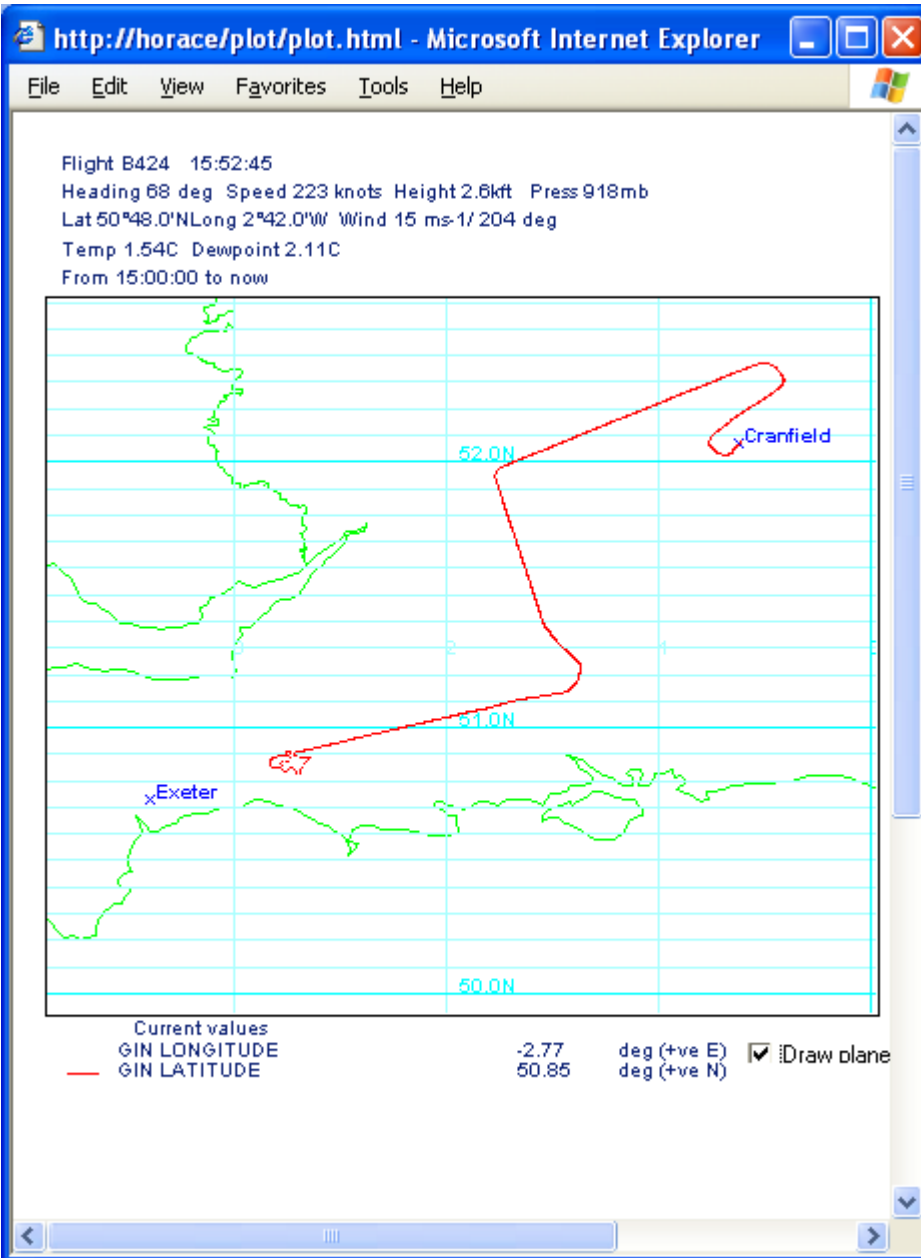 http://horace/plot/plot.html - Microsoft Internet Explorer
File Edit View Favorites Tools Help
Flight B424 15:52:45
Heading 68 deg Speed 223 knots Height 2.6kft Press 918mb
Lat 50°48.0'NLong 2°42.0'W Wind 15 ms-1/ 204 deg
Temp 1.54C Dewpoint 2.11C
From 15:00:00 to now
Cranfield
52.0N
2
51.0N
Exeter
50.0N
Current values
GIN LONGITUDE -2.77 deg (+ve E)
GIN LATITUDE 50.85 deg (+ve N)
Draw plane